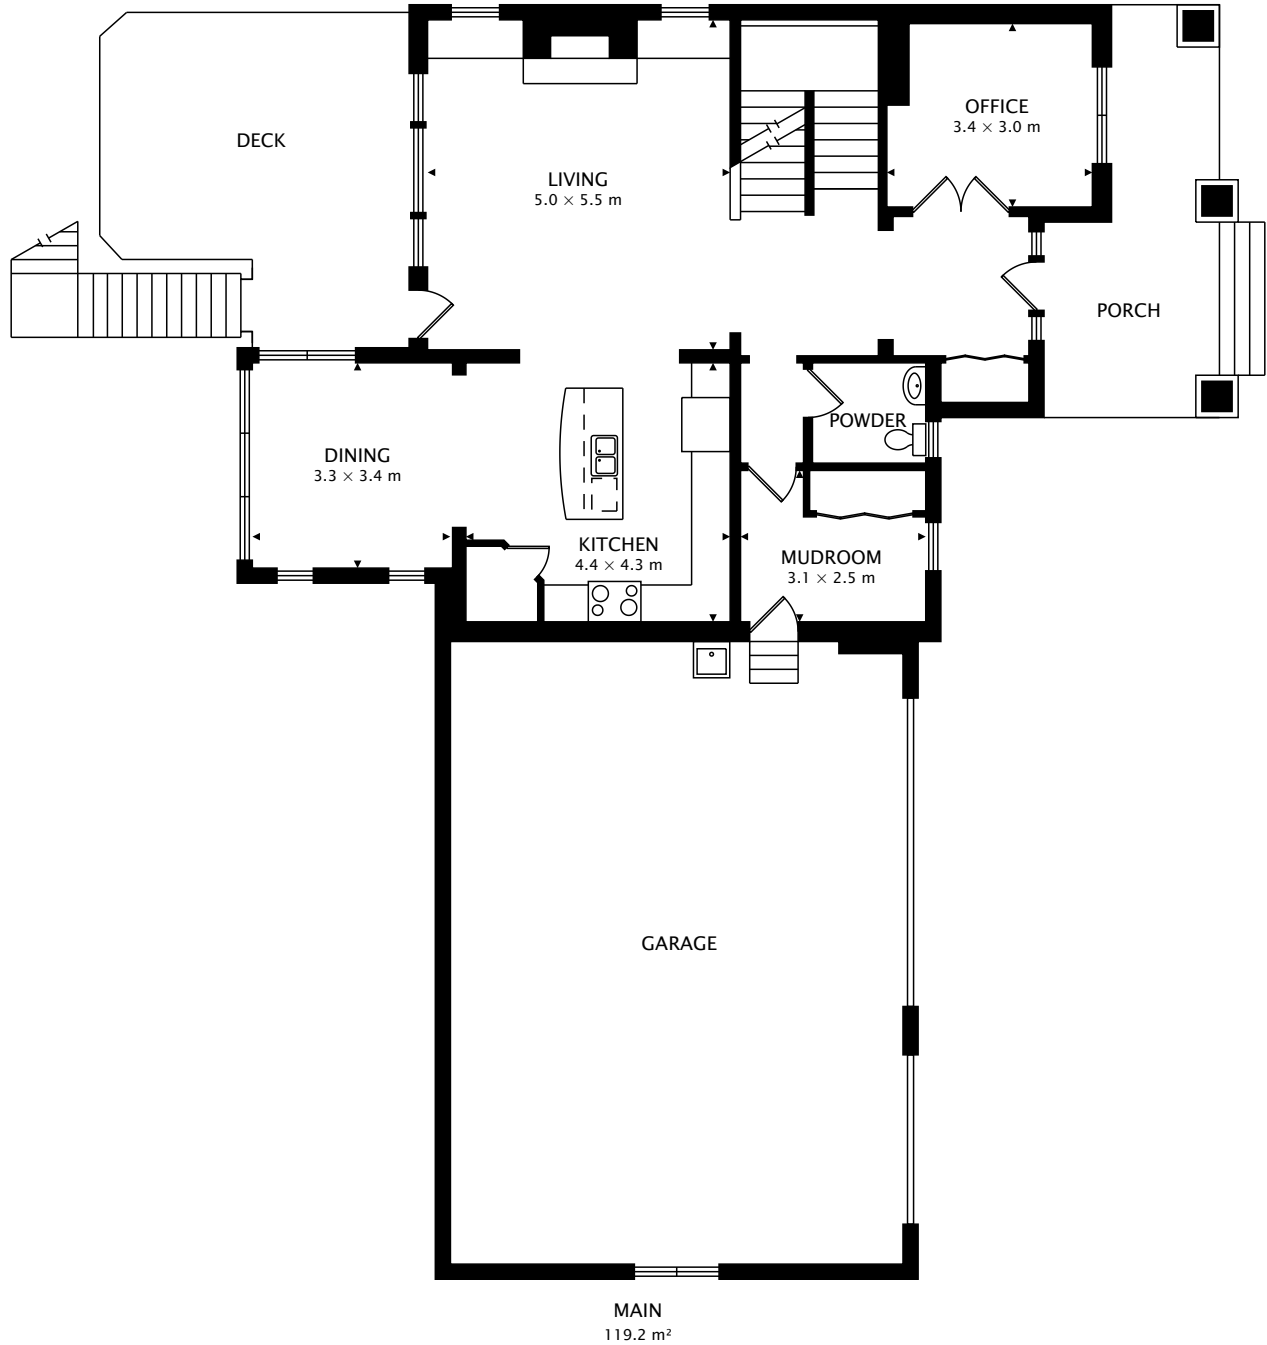 OFFICE
3.4 × 3.0 m
DECK
LIVING
5.0 × 5.5 m
PORCH
POWDER
DINING
3.3 × 3.4 m
KITCHEN
4.4 × 4.3 m
MUDROOM
3.1 × 2.5 m
GARAGE
MAIN
119.2 m²